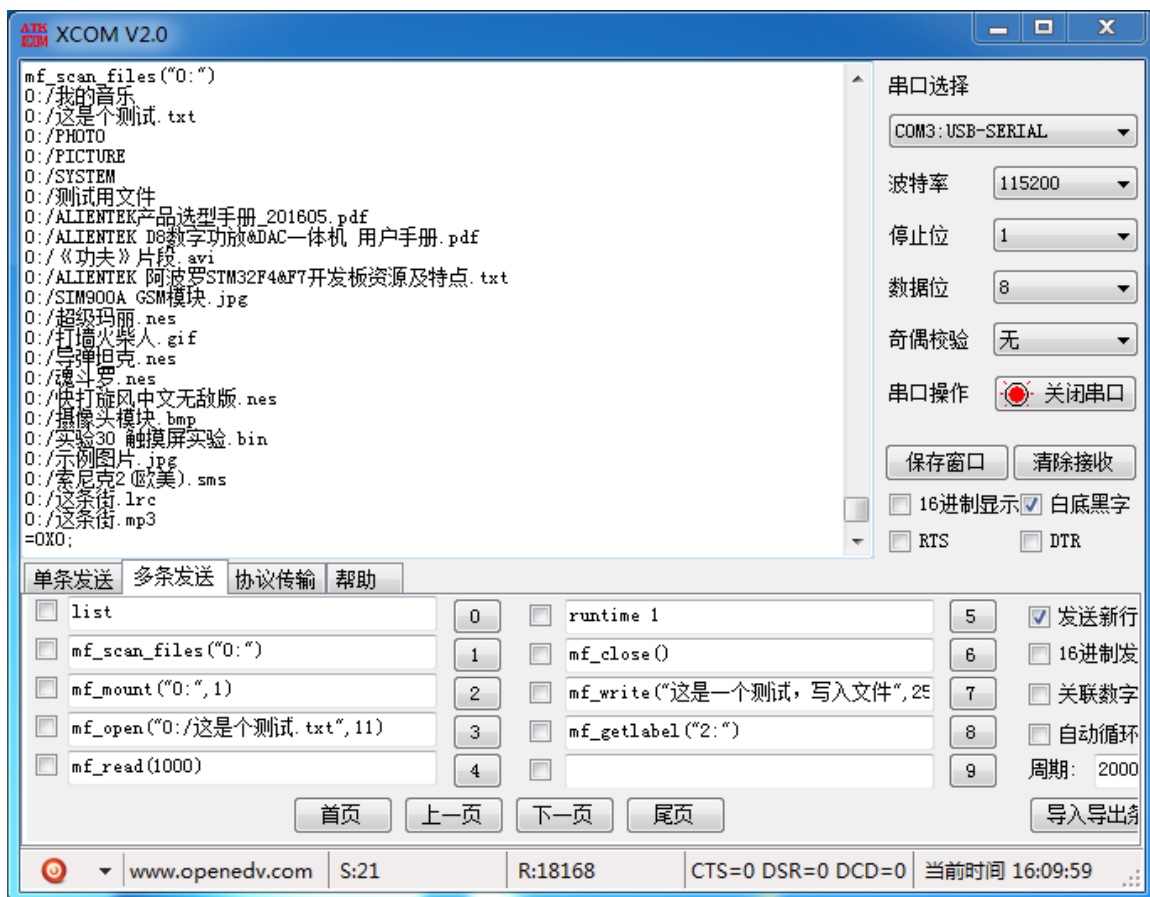 ATK XCOM XCOM V2.0
mf_scan_files("0:")
0:/我的音乐
0:/这是个测试.txt
0:/PHOTO
0:/PICTURE
0:/SYSTEM
0:/测试用文件
0:/ALIENTEK产品选型手册_201605.pdf
0:/ALIENTEK D8数字功放&DAC一体机 用户手册.pdf
0:/《功夫》片段.avi
0:/ALIENTEK 阿波罗STM32F4&F7开发板资源及特点.txt
0:/SIM900A GSM模块.jpg
0:/超级玛丽.nes
0:/打墙火柴人.gif
0:/导弹坦克.nes
0:/魂斗罗.nes
0:/快打旋风中文无敌版.nes
0:/摄像头模块.bmp
0:/实验30 触摸屏实验.bin
0:/示例图片.jpg
0:/索尼克2(欧美).sms
0:/这条街.lrc
0:/这条街.mp3
=0X0;
串口选择
COM3:USB-SERIAL
波特率 115200
停止位 1
数据位 8
奇偶校验 无
串口操作 关闭串口
保存窗口 清除接收
16进制显示 白底黑字
RTS DTR
单条发送 多条发送 协议传输 帮助
list 0 runtime 1 5 发送新行
mf_scan_files("0:") 1 mf_close() 6 16进制发
mf_mount("0:",1) 2 mf_write("这是一个测试，写入文件",25 7 关联数字
mf_open("0:/这是个测试.txt",11) 3 mf_getlabel("2:") 8 自动循环
mf_read(1000) 4 9 周期: 2000
首页 上一页 下一页 尾页 导入导出条
www.openedv.com S:21 R:18168 CTS=0 DSR=0 DCD=0 当前时间 16:09:59